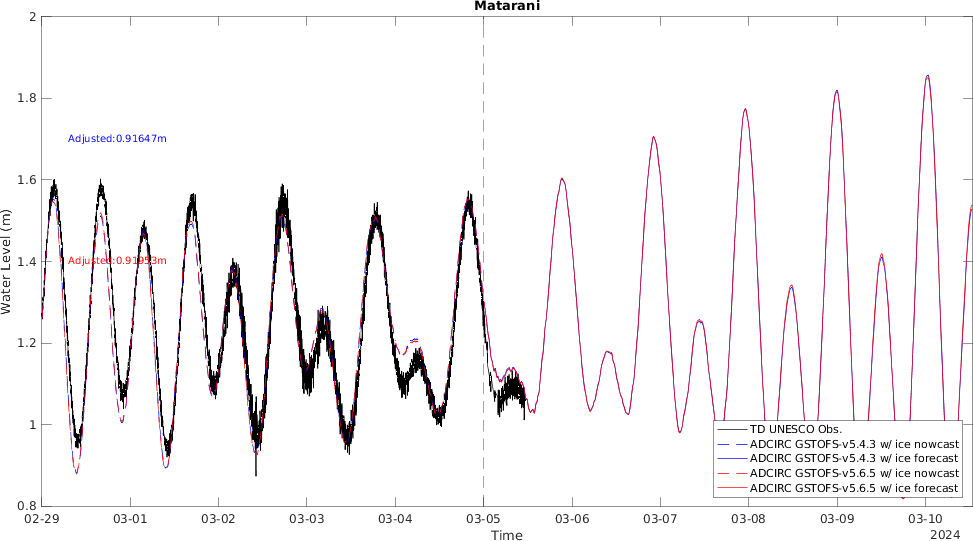 Matarani
2
1.8
1.6
1.4
1.2
1
0.8
Water Level (m)
Adjusted:0.91647m
Adjusted:0.91953m
TD UNESCO Obs.
ADCIRC GSTOFS-v5.4.3 w/ ice nowcast
ADCIRC GSTOFS-v5.4.3 w/ ice forecast
ADCIRC GSTOFS-v5.6.5 w/ ice nowcast
ADCIRC GSTOFS-v5.6.5 w/ ice forecast
02-29 03-01 03-02 03-03 03-04 03-05 03-06 03-07 03-08 03-09 03-10
Time
2024